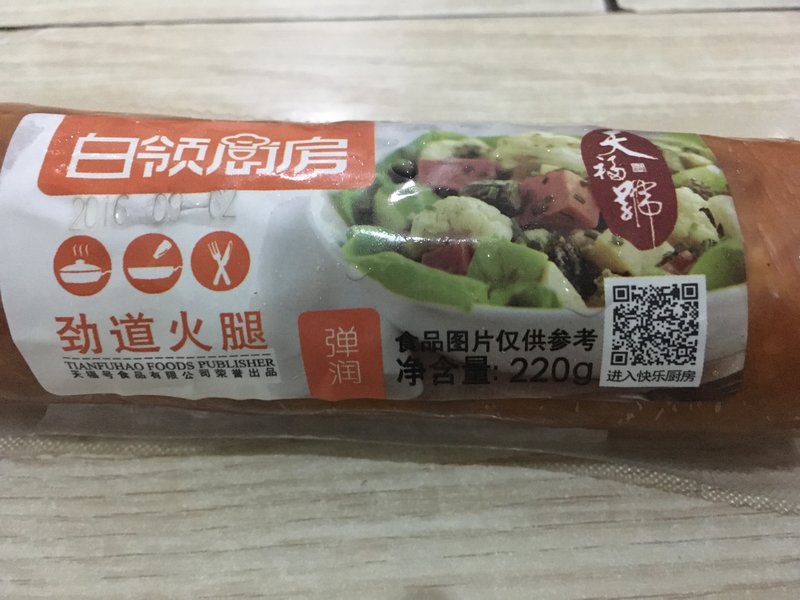 白领厨房
天福號
2016 09 02
劲道火腿
TIANFUHAO FOODS PUBLISHER
天福号食品有限公司荣誉出品
弹润
食品图片仅供参考
净含量: 220g
进入快乐厨房